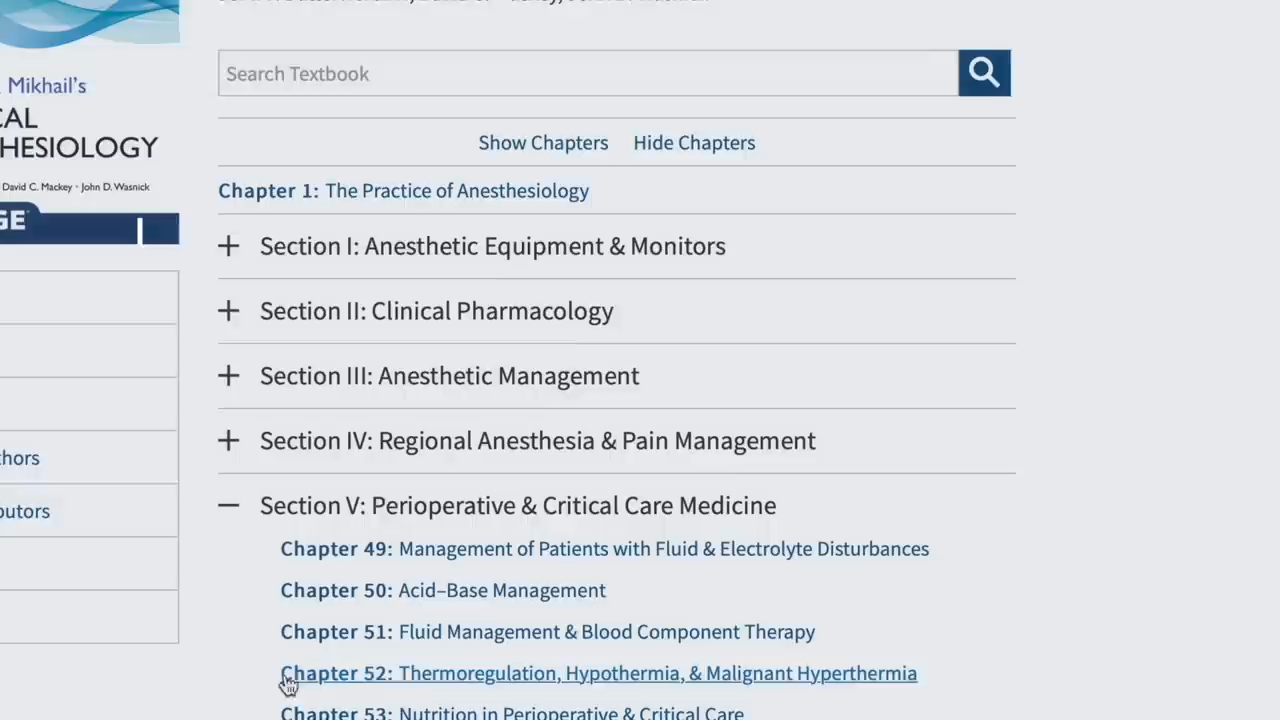 Mikhail's
CAL
HESIOLOGY
David C. Mackey · John D. Wasnick
GE
thors
butors
Search Textbook
Show Chapters Hide Chapters
Chapter 1: The Practice of Anesthesiology
+ Section I: Anesthetic Equipment & Monitors
+ Section II: Clinical Pharmacology
+ Section III: Anesthetic Management
+ Section IV: Regional Anesthesia & Pain Management
— Section V: Perioperative & Critical Care Medicine
Chapter 49: Management of Patients with Fluid & Electrolyte Disturbances
Chapter 50: Acid–Base Management
Chapter 51: Fluid Management & Blood Component Therapy
Chapter 52: Thermoregulation, Hypothermia, & Malignant Hyperthermia
Chapter 53: Nutrition in Perioperative & Critical Care